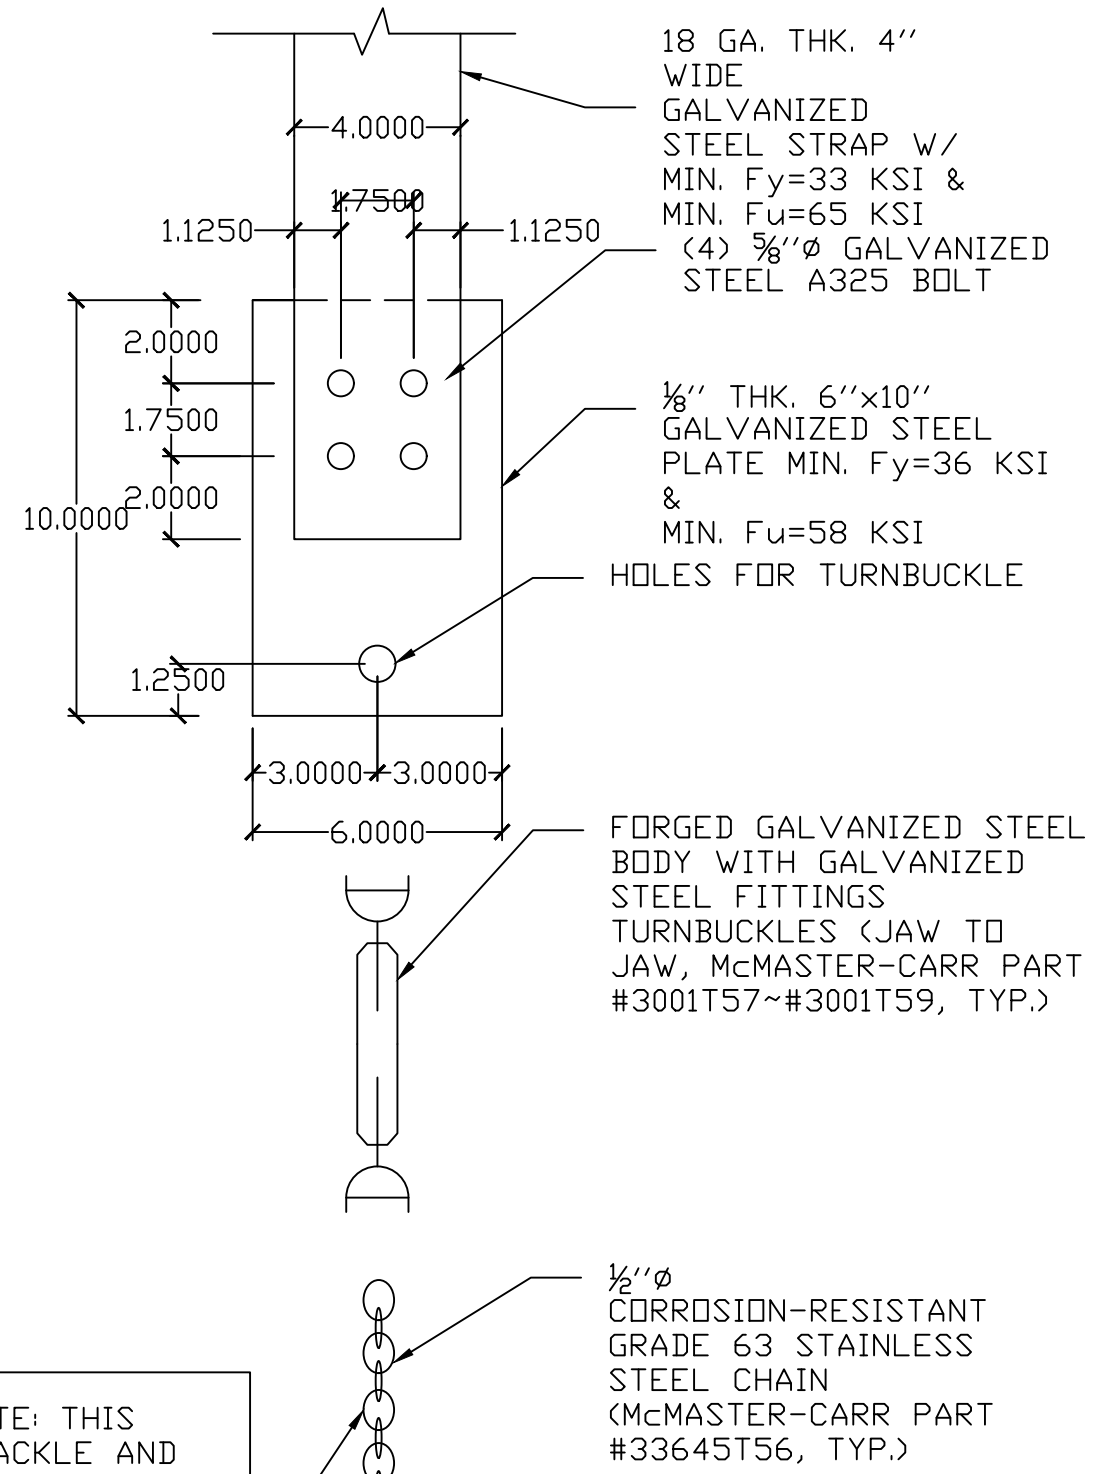 18 GA. THK. 4''
WIDE
GALVANIZED
STEEL STRAP W/
MIN. Fy=33 KSI &
MIN. Fu=65 KSI
4.0000
1.7500
1.1250
1.1250
(4) ⅝''ø GALVANIZED
STEEL A325 BOLT
2.0000
1.7500
2.0000
10.0000
1.2500
⅛'' THK. 6''x10''
GALVANIZED STEEL
PLATE MIN. Fy=36 KSI
&
MIN. Fu=58 KSI
HOLES FOR TURNBUCKLE
3.0000
3.0000
6.0000
FORGED GALVANIZED STEEL
BODY WITH GALVANIZED
STEEL FITTINGS
TURNBUCKLES (JAW TO
JAW, McMASTER-CARR PART
#3001T57~#3001T59, TYP.)
½''ø
CORROSION-RESISTANT
GRADE 63 STAINLESS
STEEL CHAIN
(McMASTER-CARR PART
#33645T56, TYP.)
TE: THIS
ACKLE AND